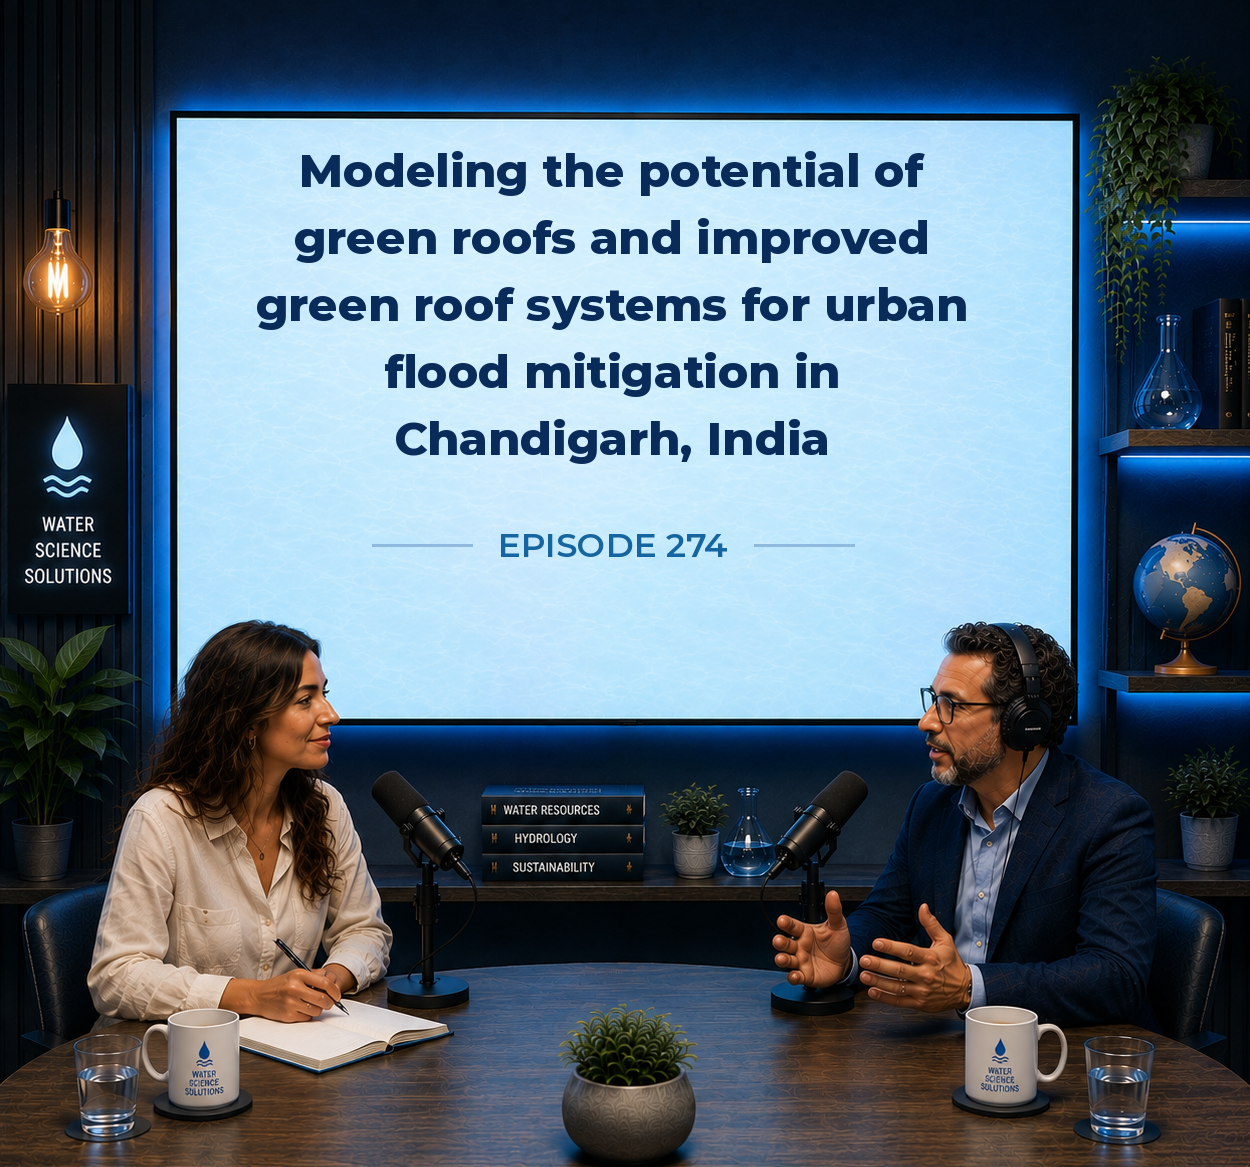 Modeling the potential of
green roofs and improved
green roof systems for urban
flood mitigation in
Chandigarh, India
EPISODE 274
WATER
SCIENCE
SOLUTIONS
WATER RESOURCES
HYDROLOGY
SUSTAINABILITY
WATER
SCIENCE
SOLUTIONS
WATER
SCIENCE
SOLUTIONS